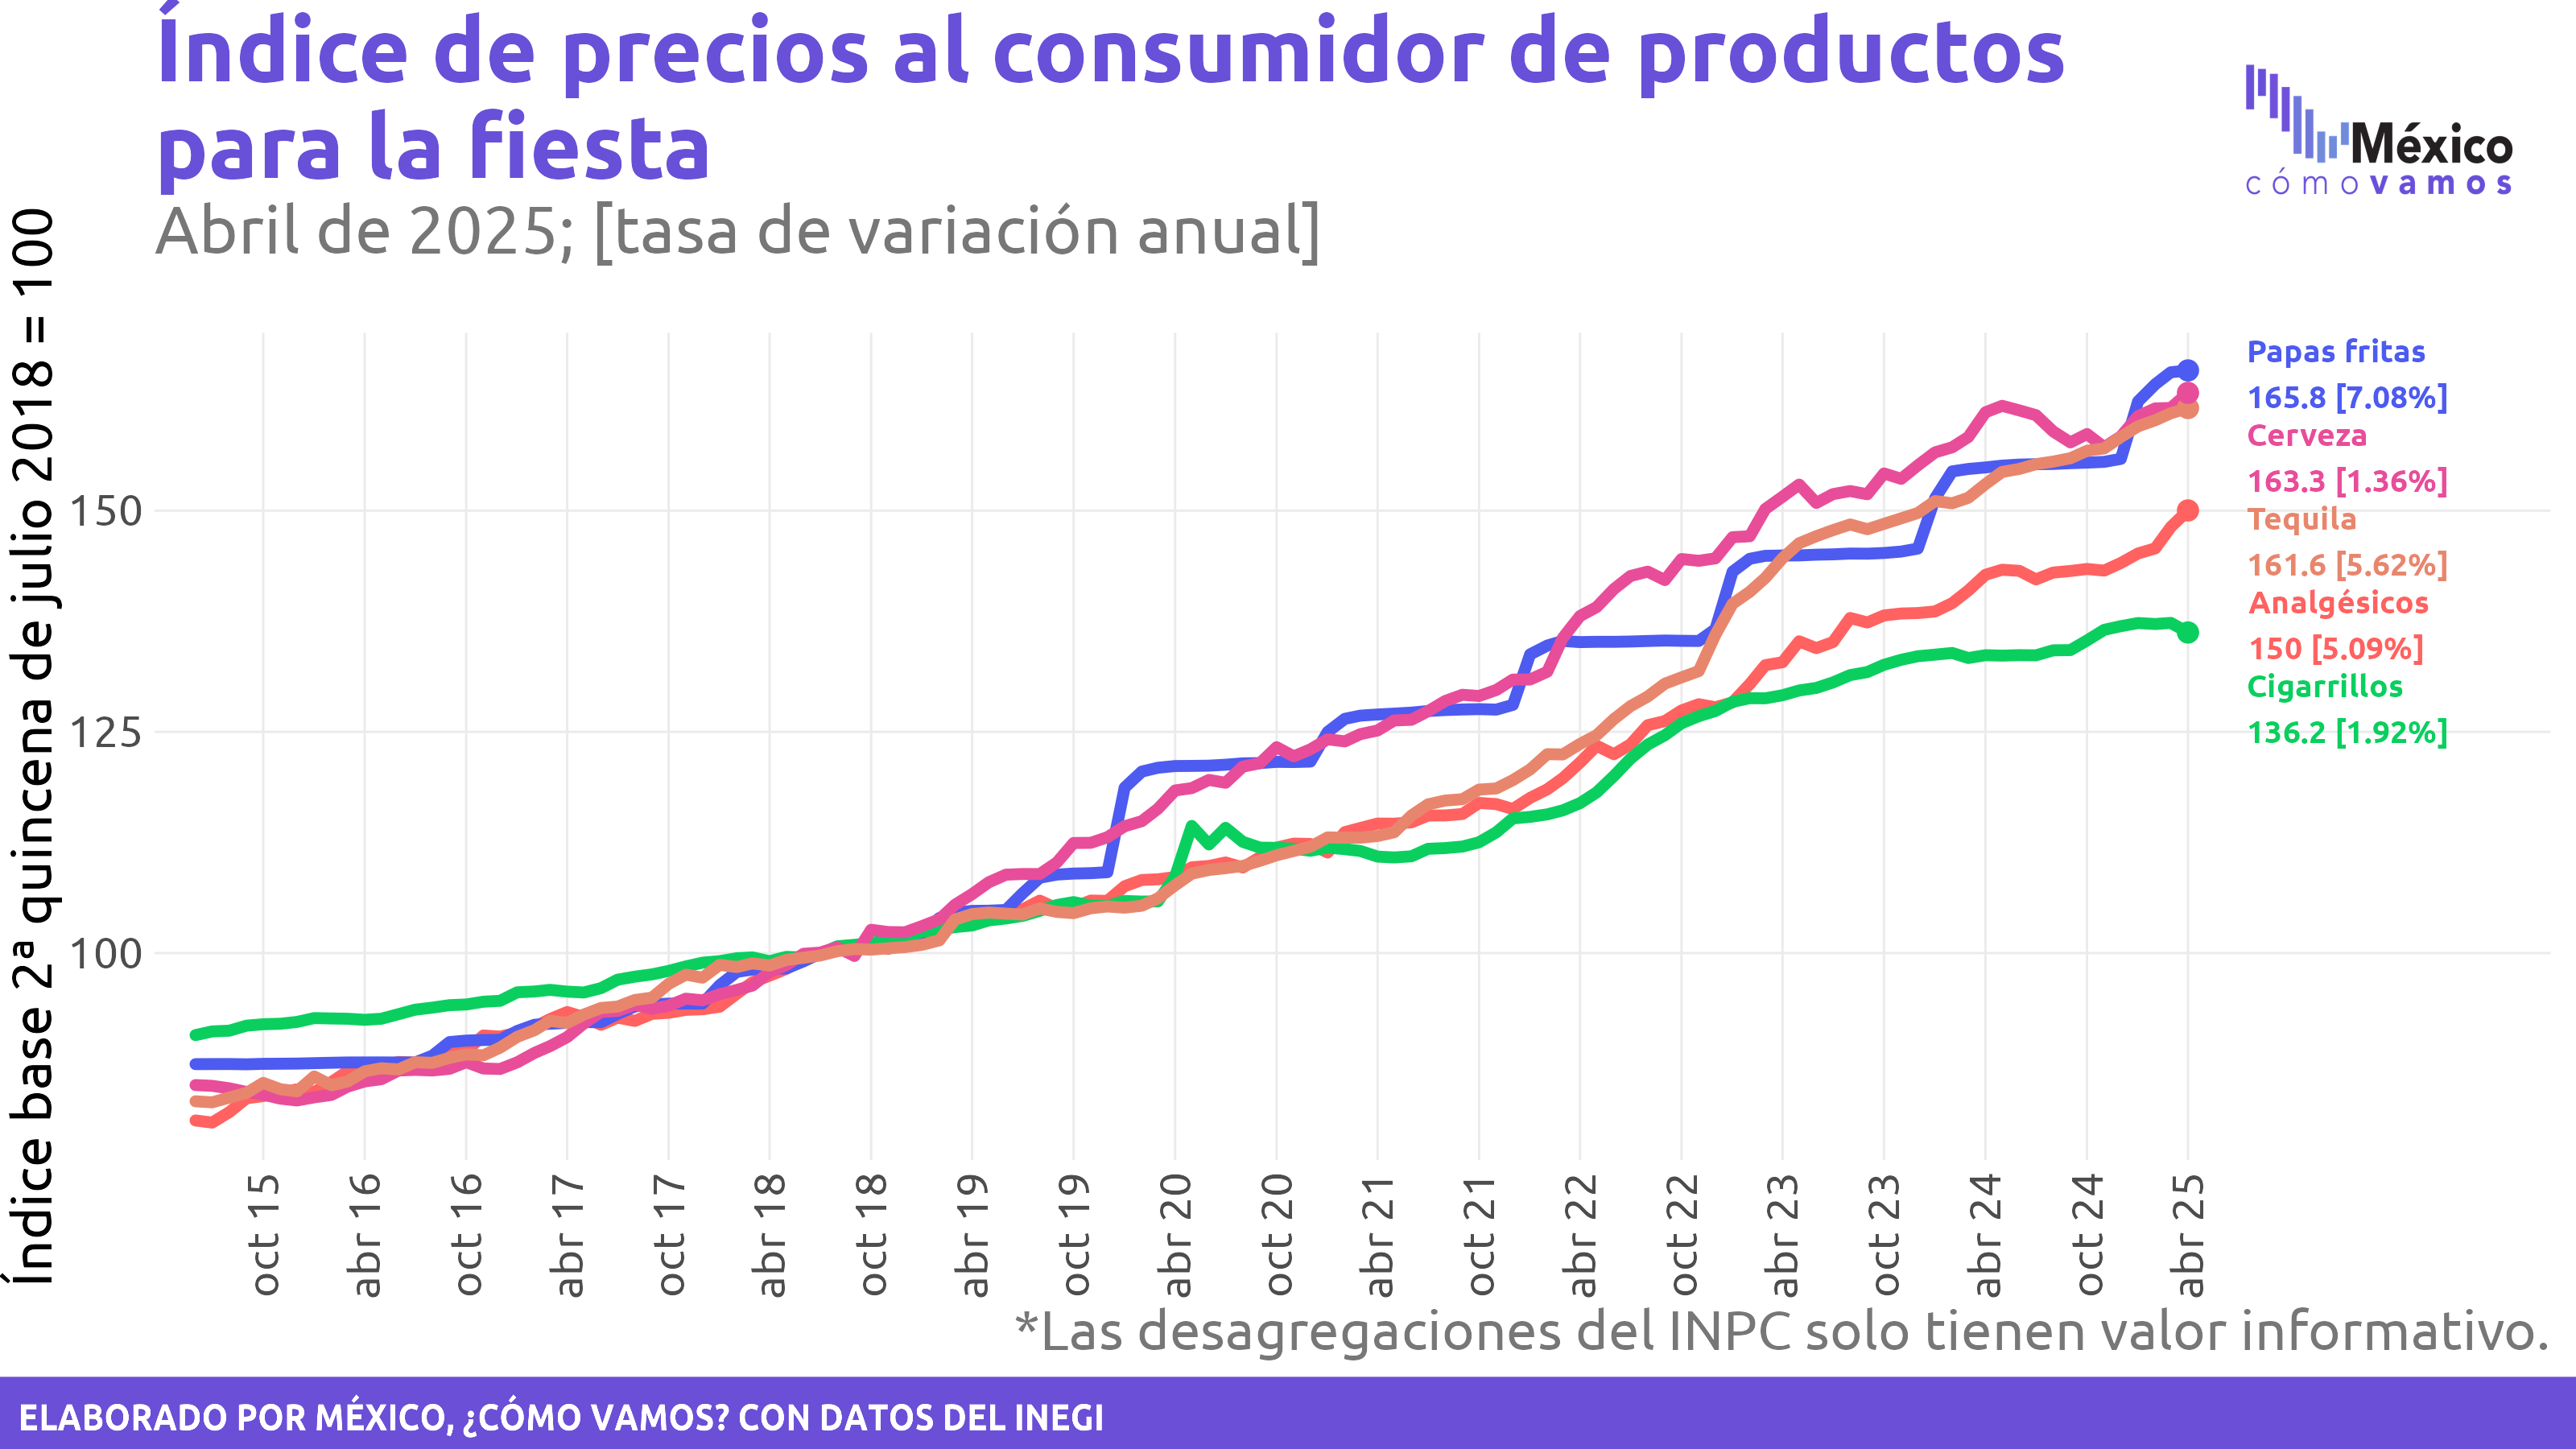 Índice de precios al consumidor de productos
para la fiesta
Abril de 2025; [tasa de variación anual]
México
cómo vamos
Índice base 2ª quincena de julio 2018 = 100
150
125
100
Papas fritas
165.8 [7.08%]
Cerveza
163.3 [1.36%]
Tequila
161.6 [5.62%]
Analgésicos
150 [5.09%]
Cigarrillos
136.2 [1.92%]
oct 15
abr 16
oct 16
abr 17
oct 17
abr 18
oct 18
abr 19
oct 19
abr 20
oct 20
abr 21
oct 21
abr 22
oct 22
abr 23
oct 23
abr 24
oct 24
abr 25
*Las desagregaciones del INPC solo tienen valor informativo.
ELABORADO POR MÉXICO, ¿CÓMO VAMOS? CON DATOS DEL INEGI